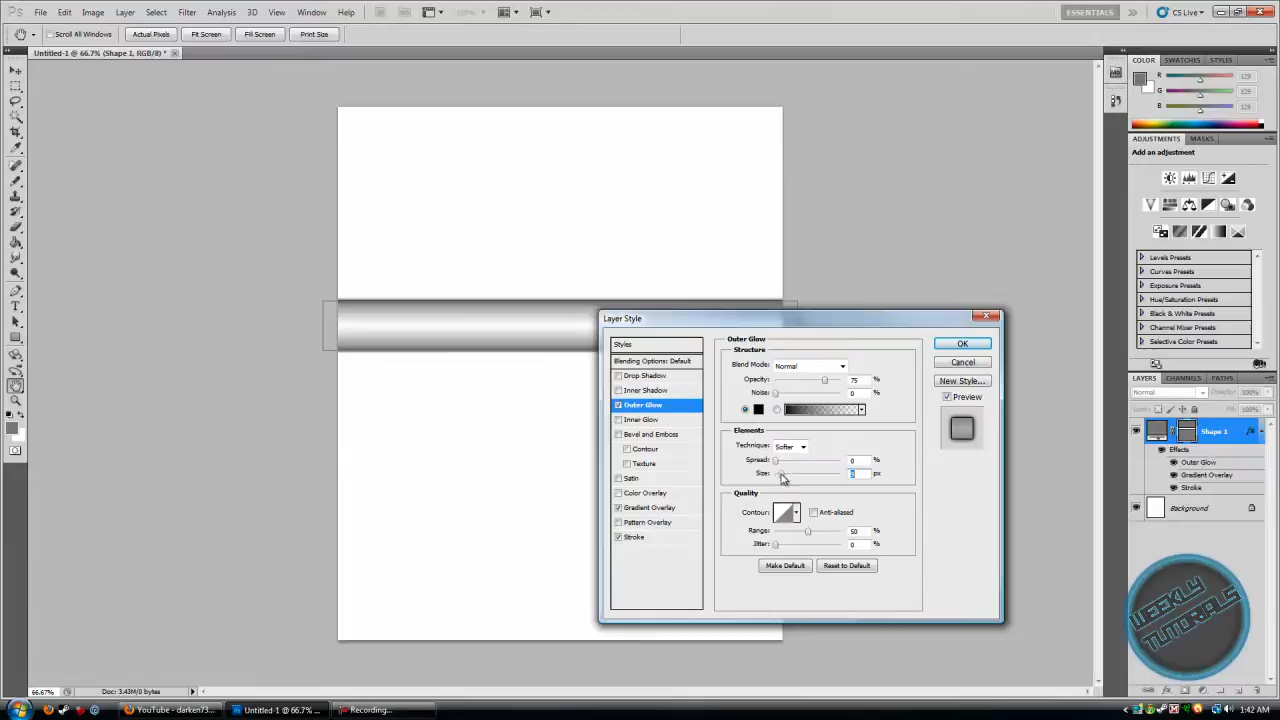 PS File Edit Image Layer Select Filter Analysis 3D View Window Help ESSENTIALS CS Live
Scroll All Windows Actual Pixels Fit Screen Fill Screen Print Size
Untitled-1 @ 66.7% (Shape 1, RGB/8) *
COLOR SWATCHES STYLES
R 129
G 129
B 129
ADJUSTMENTS MASKS
Add an adjustment
Levels Presets
Curves Presets
Exposure Presets
Hue/Saturation Presets
Black & White Presets
Channel Mixer Presets
Selective Color Presets
LAYERS CHANNELS PATHS
Normal Opacity: 100%
Lock: Fill: 100%
Shape 1
Effects
Outer Glow
Gradient Overlay
Stroke
Background
Layer Style
Styles
Blending Options: Default
Drop Shadow
Inner Shadow
Outer Glow
Inner Glow
Bevel and Emboss
Contour
Texture
Satin
Color Overlay
Gradient Overlay
Pattern Overlay
Stroke
Outer Glow
Structure
Blend Mode: Normal
Opacity: 75 %
Noise: 0 %
Elements
Technique: Softer
Spread: 0 %
Size: px
Quality
Contour: Anti-aliased
Range: 50 %
Jitter: 0 %
Make Default Reset to Default
OK
Cancel
New Style...
Preview
WEEKLY
TUTORIALS
66.67% Doc: 3.43M/0 bytes
YouTube - darken73... Untitled-1 @ 66.7% ... Recording... 1:42 AM